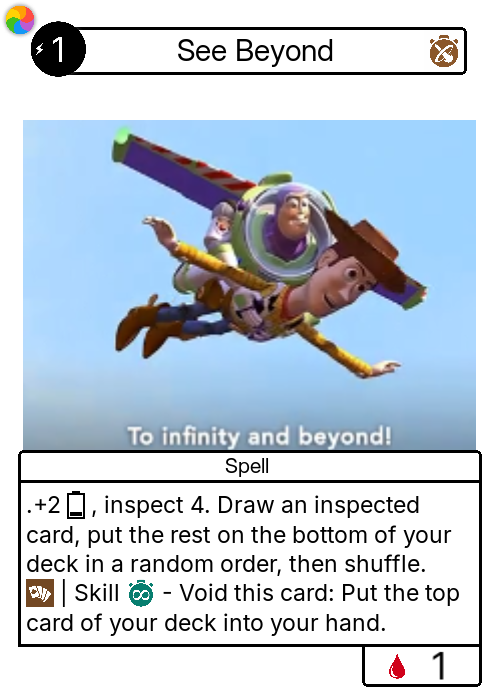 1
See Beyond
To infinity and beyond!
Spell
.+2 , inspect 4. Draw an inspected
card, put the rest on the bottom of your
deck in a random order, then shuffle.
| Skill - Void this card: Put the top
card of your deck into your hand.
1